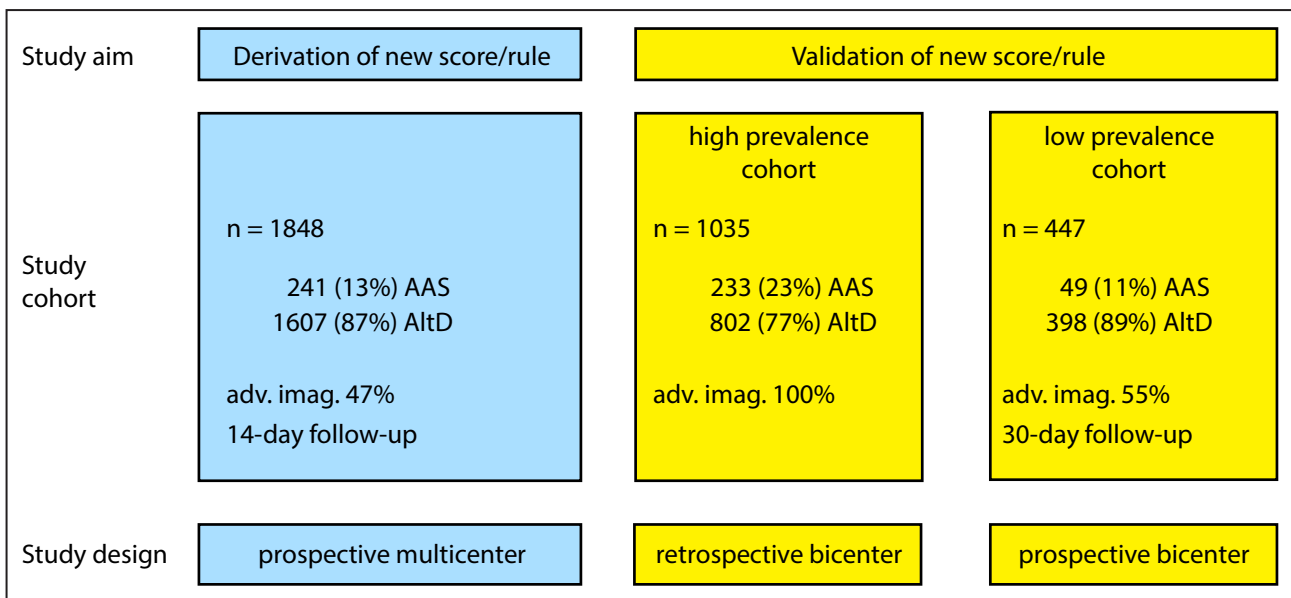 Study aim
Derivation of new score/rule
Validation of new score/rule
Study
cohort
n = 1848
241 (13%) AAS
1607 (87%) AltD
adv. imag. 47%
14-day follow-up
high prevalence
cohort
n = 1035
233 (23%) AAS
802 (77%) AltD
adv. imag. 100%
low prevalence
cohort
n = 447
49 (11%) AAS
398 (89%) AltD
adv. imag. 55%
30-day follow-up
Study design
prospective multicenter
retrospective bicenter
prospective bicenter